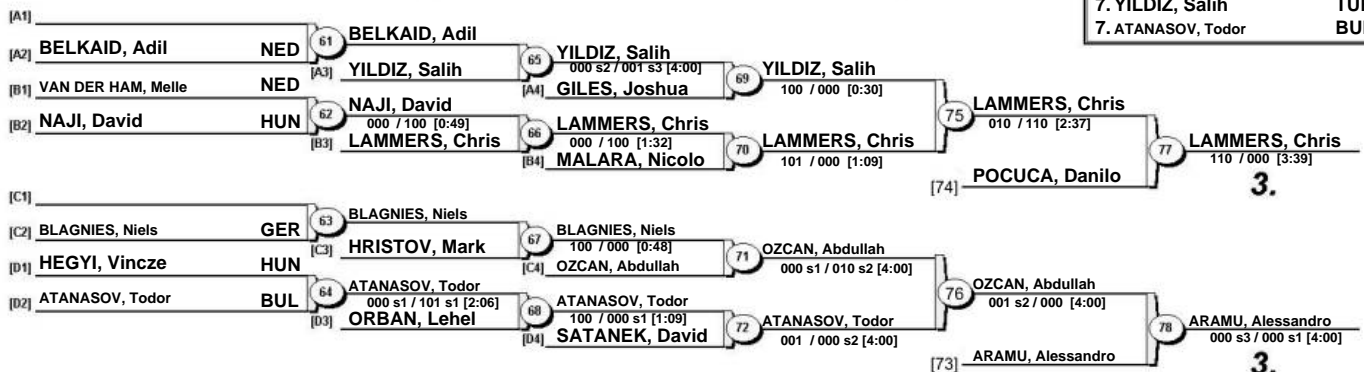 7. YILDIZ, Salih TU
7. ATANASOV, Todor BU
[A1]
[A2] BELKAID, Adil NED
61 BELKAID, Adil
[A3] YILDIZ, Salih
[B1] VAN DER HAM, Melle NED
[B2] NAJI, David HUN
62 NAJI, David
000 / 100 [0:49]
[B3] LAMMERS, Chris
65 YILDIZ, Salih
000 s2 / 001 s3 [4:00]
[A4] GILES, Joshua
66 LAMMERS, Chris
000 / 100 [1:32]
[B4] MALARA, Nicolo
69 YILDIZ, Salih
100 / 000 [0:30]
70 LAMMERS, Chris
101 / 000 [1:09]
75 LAMMERS, Chris
010 / 110 [2:37]
[74] POCUCA, Danilo
77 LAMMERS, Chris
110 / 000 [3:39]
3.
[C1]
[C2] BLAGNIES, Niels GER
63 BLAGNIES, Niels
[C3] HRISTOV, Mark
[D1] HEGYI, Vincze HUN
[D2] ATANASOV, Todor BUL
64 ATANASOV, Todor
000 s1 / 101 s1 [2:06]
[D3] ORBAN, Lehel
67 BLAGNIES, Niels
100 / 000 [0:48]
[C4] OZCAN, Abdullah
68 ATANASOV, Todor
100 / 000 s1 [1:09]
[D4] SATANEK, David
71 OZCAN, Abdullah
000 s1 / 010 s2 [4:00]
72 ATANASOV, Todor
001 / 000 s2 [4:00]
76 OZCAN, Abdullah
001 s2 / 000 [4:00]
[73] ARAMU, Alessandro
78 ARAMU, Alessandro
000 s3 / 000 s1 [4:00]
3.